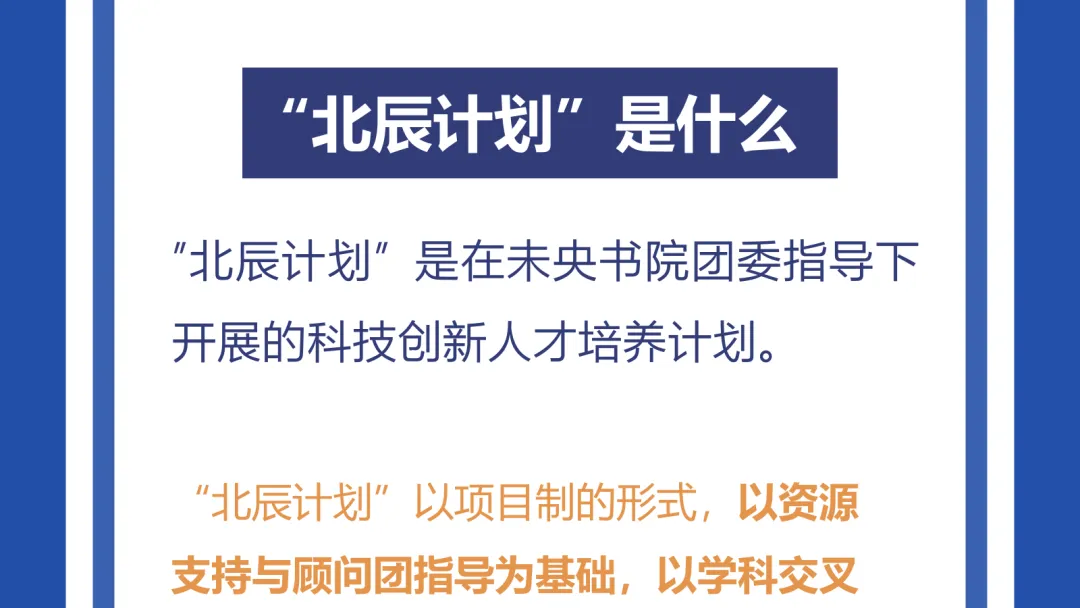 “北辰计划”是什么
”北辰计划”是在未央书院团委指导下
开展的科技创新人才培养计划。
“北辰计划”以项目制的形式，以资源
支持与顾问团指导为基础，以学科交叉